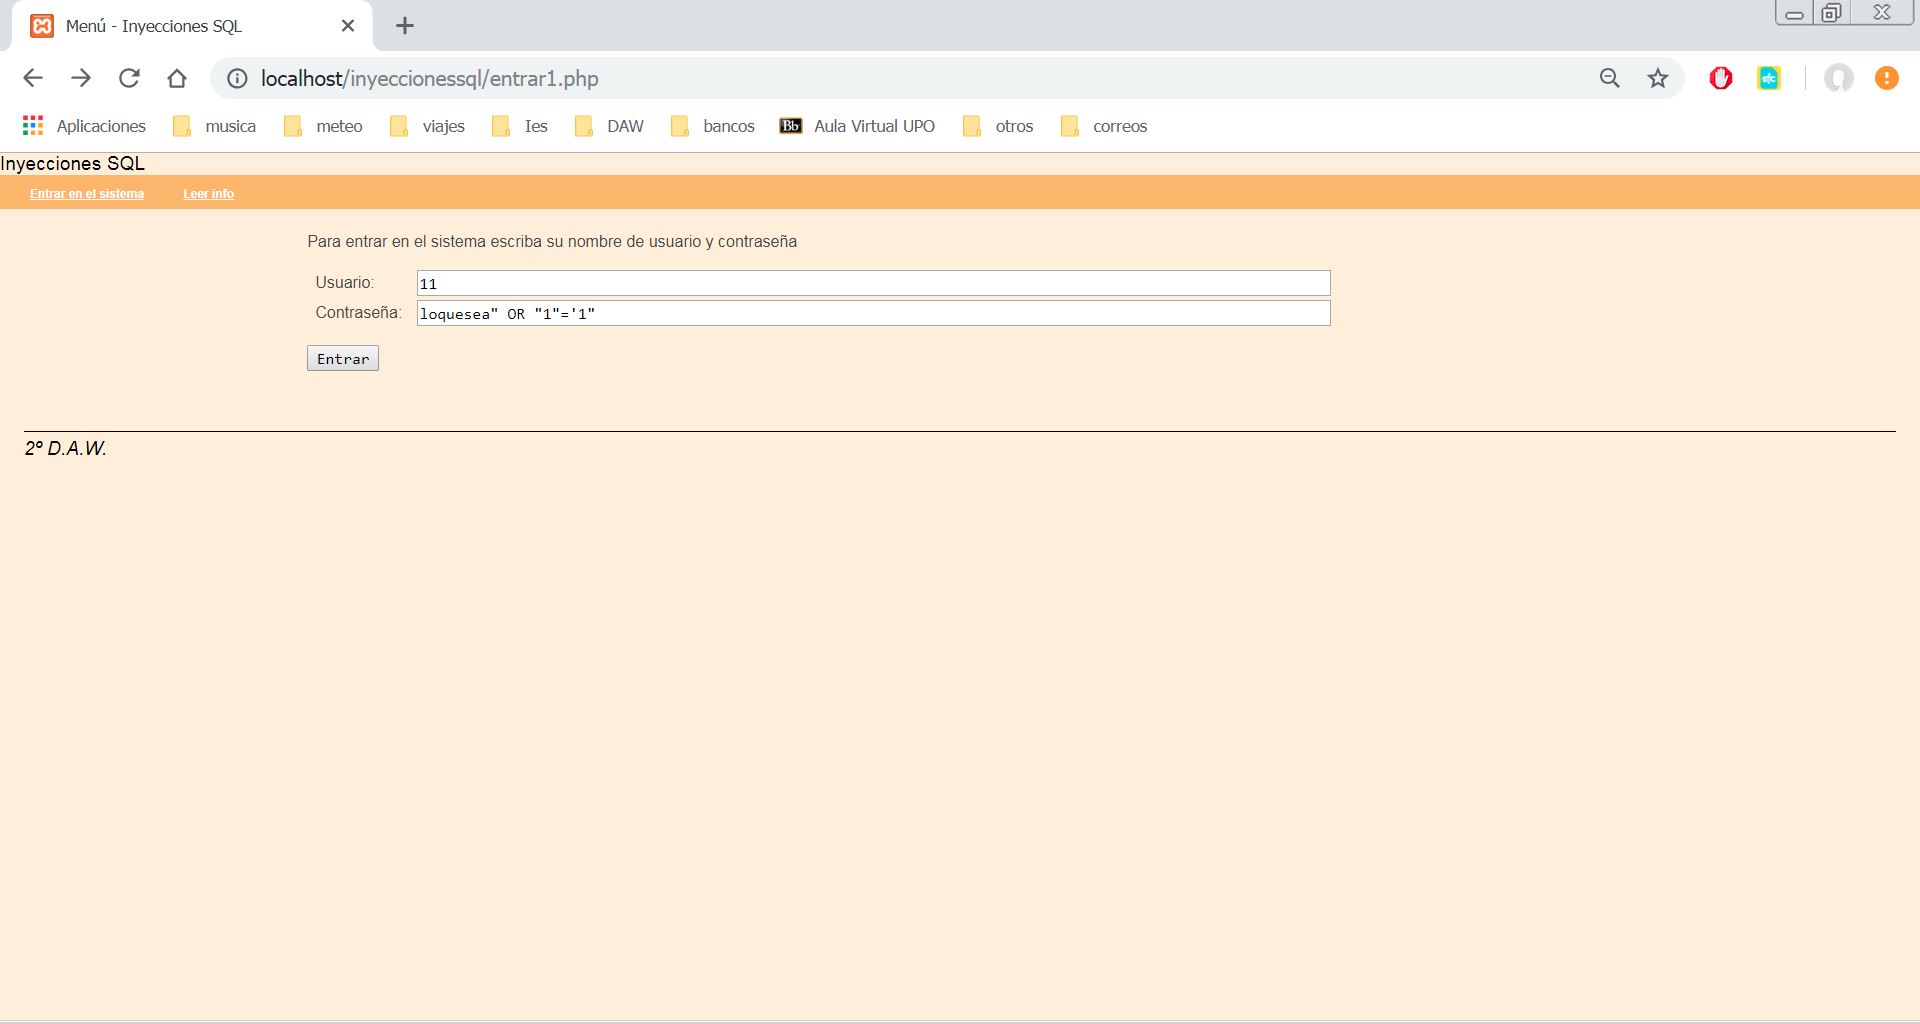 Menú - Inyecciones SQL
localhost/inyeccionessql/entrar1.php
Aplicaciones musica meteo viajes Ies DAW bancos Bb Aula Virtual UPO otros correos
Inyecciones SQL
Entrar en el sistema Leer info
Para entrar en el sistema escriba su nombre de usuario y contraseña
Usuario: 11
Contraseña: loquesea" OR "1"='1"
Entrar
2º D.A.W.